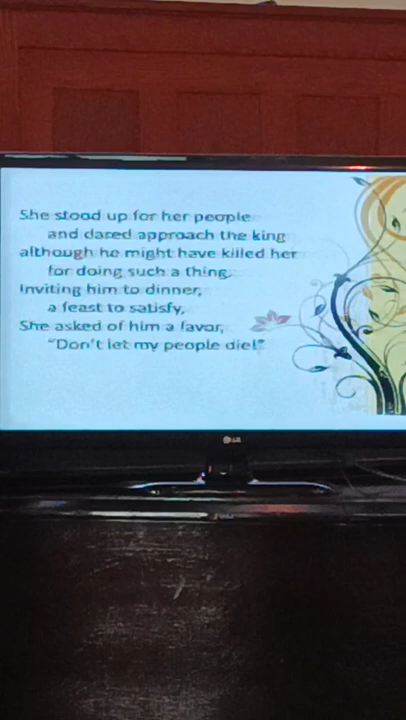 She stood up for her people
and dared approach the king
although he might have killed her
for doing such a thing.
Inviting him to dinner,
a feast to satisfy,
She asked of him a favor,
"Don't let my people die!"
LG